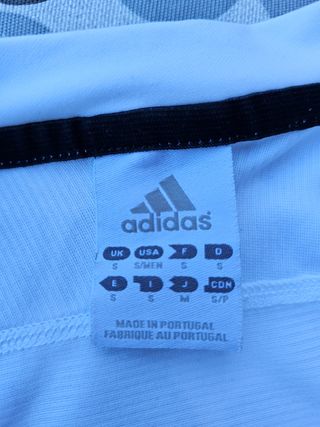 adidas
UK USA F D
S S/MEN S S
E I J CDN
S S M S/P
MADE IN PORTUGAL
FABRIQUE AU PORTUGAL